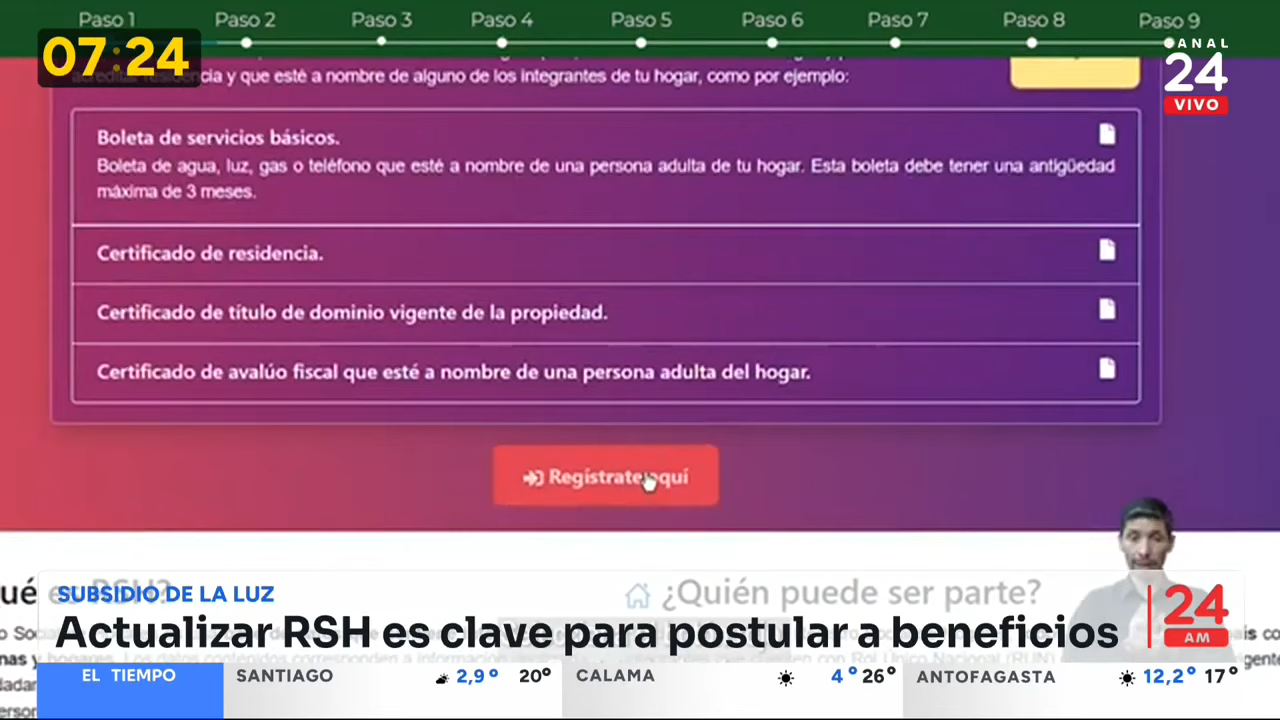 Paso 1 Paso 2 Paso 3 Paso 4 Paso 5 Paso 6 Paso 7 Paso 8 Paso 9
07:24
CANAL
24
VIVO
y que esté a nombre de alguno de los integrantes de tu hogar, como por ejemplo:
Boleta de servicios básicos.
Boleta de agua, luz, gas o teléfono que esté a nombre de una persona adulta de tu hogar. Esta boleta debe tener una antigüedad
máxima de 3 meses.
Certificado de residencia.
Certificado de título de dominio vigente de la propiedad.
Certificado de avalúo fiscal que esté a nombre de una persona adulta del hogar.
Regístrate aquí
es RSH?
¿Quién puede ser parte?
SUBSIDIO DE LA LUZ
Actualizar RSH es clave para postular a beneficios
24
AM
EL TIEMPO SANTIAGO 2,9° 20° CALAMA 4° 26° ANTOFAGASTA 12,2° 17°